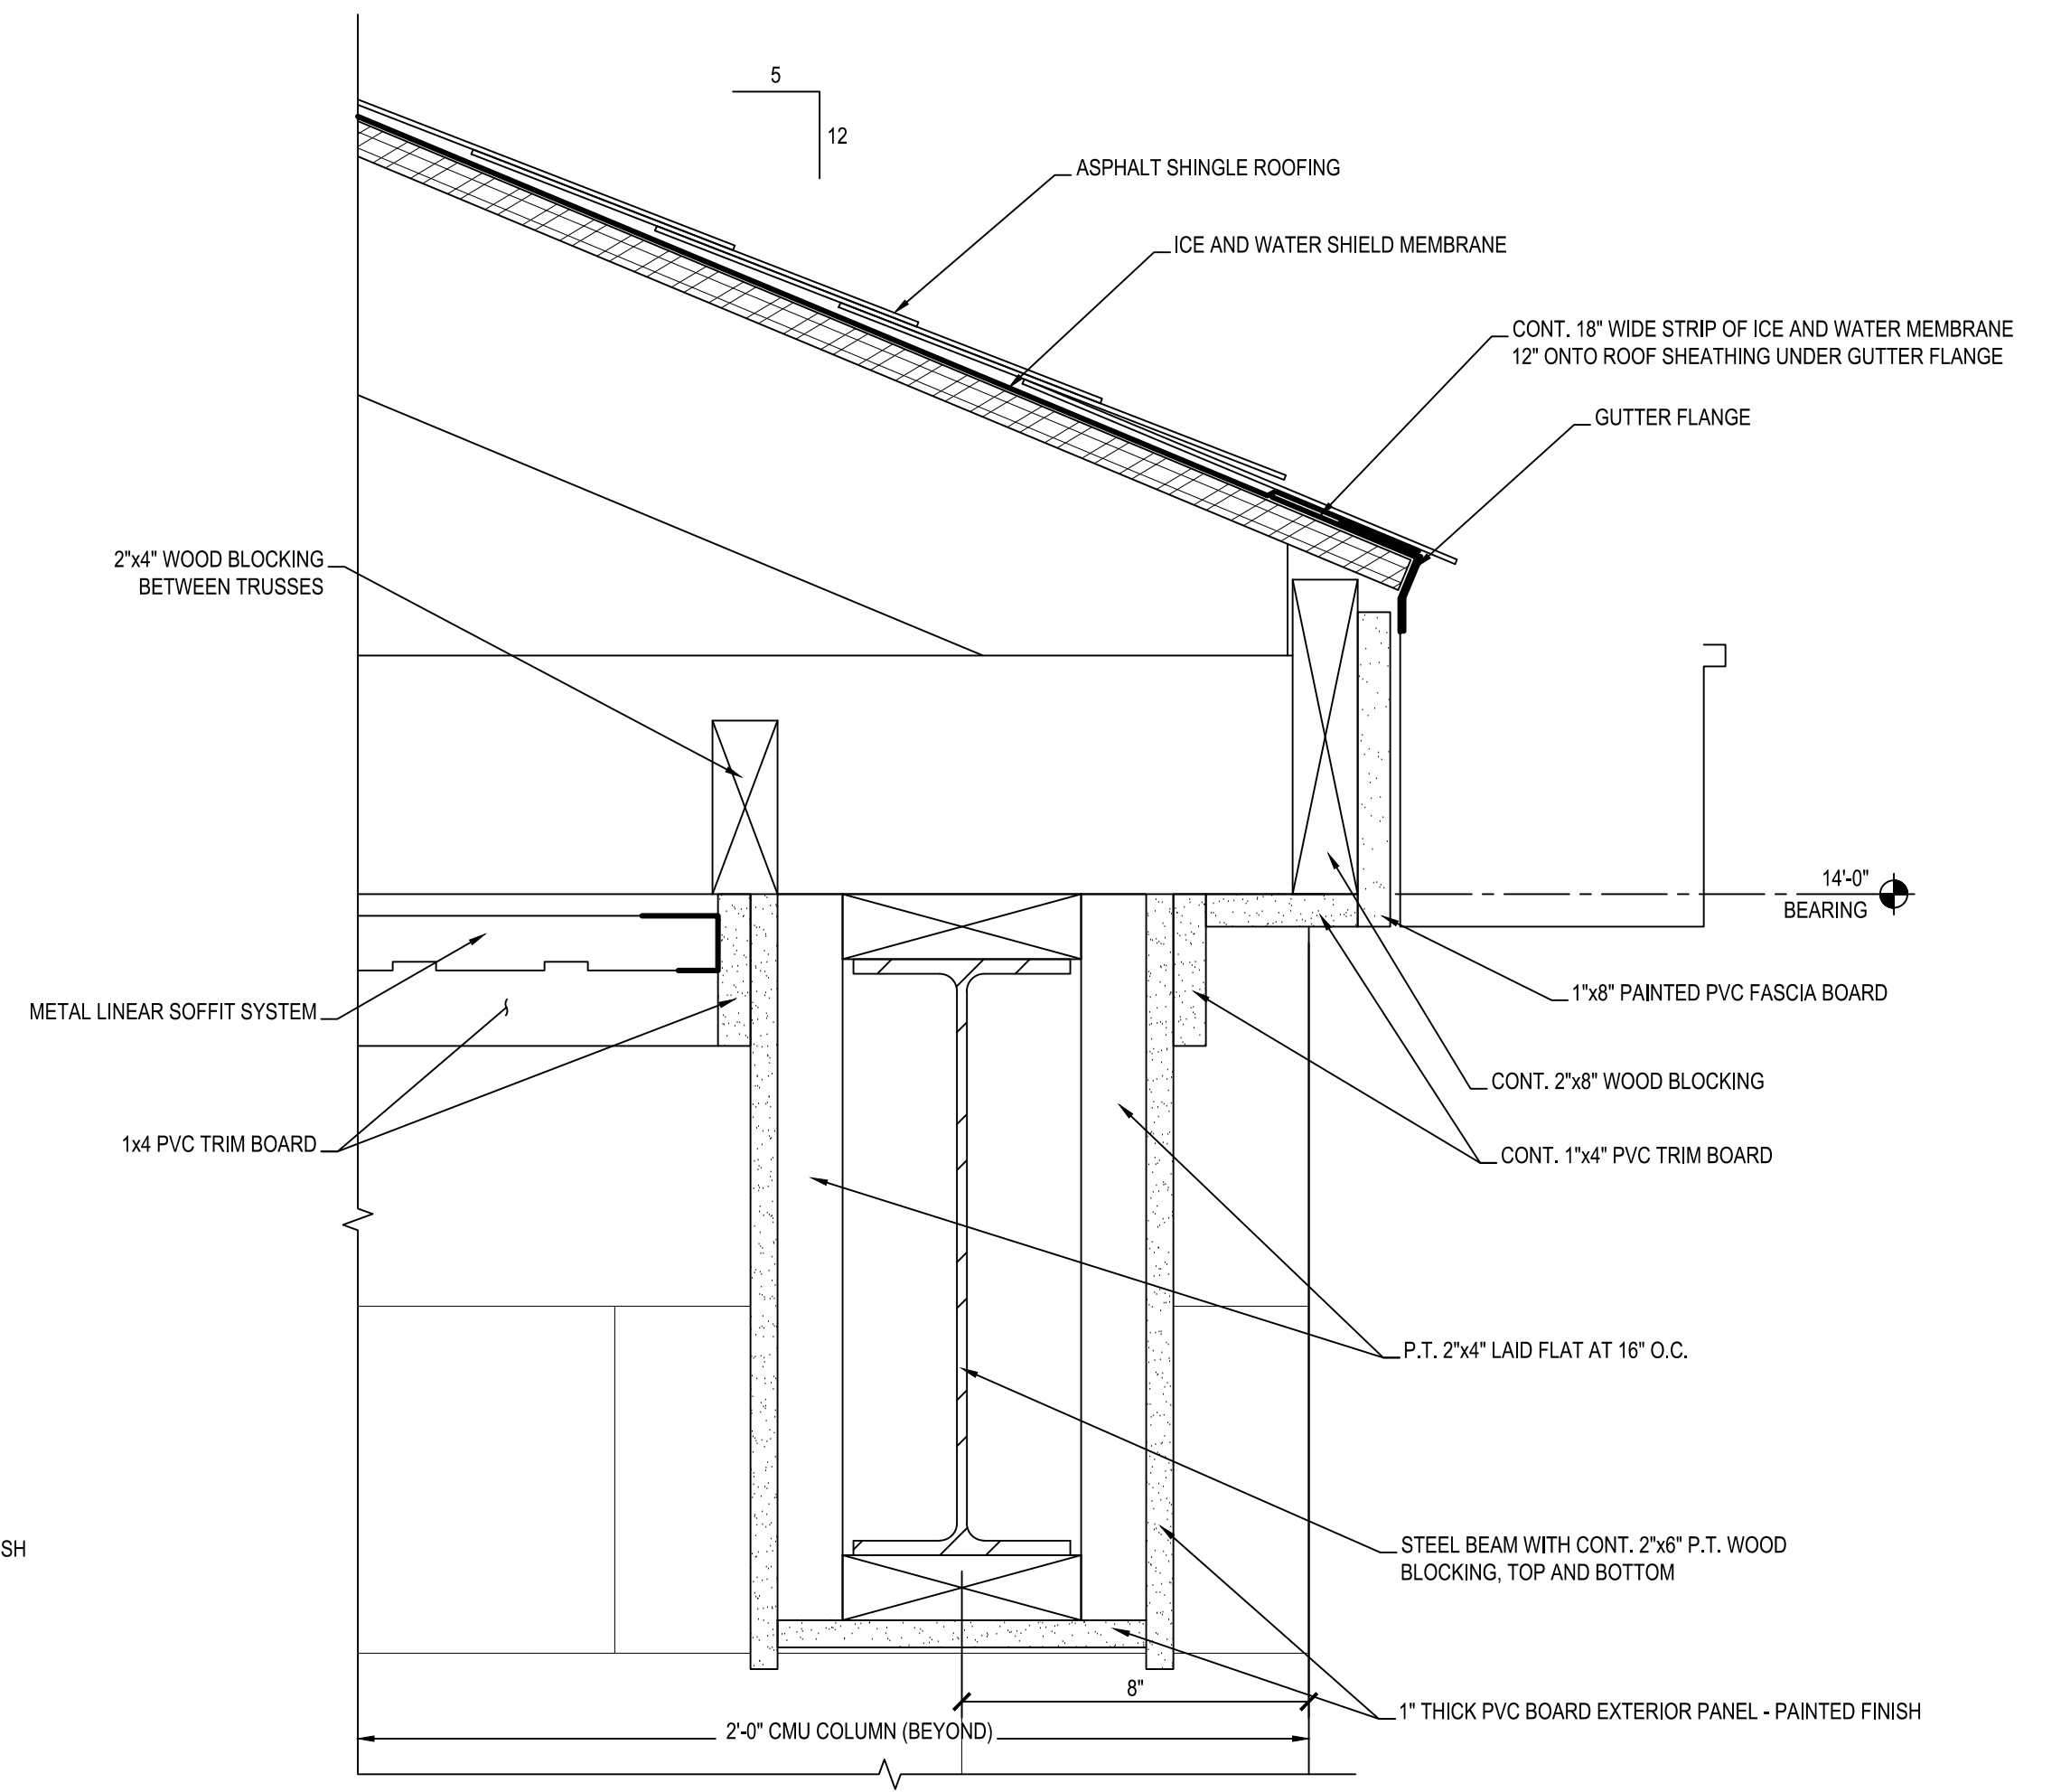 5
12
ASPHALT SHINGLE ROOFING
ICE AND WATER SHIELD MEMBRANE
CONT. 18" WIDE STRIP OF ICE AND WATER MEMBRANE
12" ONTO ROOF SHEATHING UNDER GUTTER FLANGE
GUTTER FLANGE
2"x4" WOOD BLOCKING
BETWEEN TRUSSES
14'-0"
BEARING
1"x8" PAINTED PVC FASCIA BOARD
METAL LINEAR SOFFIT SYSTEM
CONT. 2"x8" WOOD BLOCKING
1x4 PVC TRIM BOARD
CONT. 1"x4" PVC TRIM BOARD
P.T. 2"x4" LAID FLAT AT 16" O.C.
STEEL BEAM WITH CONT. 2"x6" P.T. WOOD
BLOCKING, TOP AND BOTTOM
SH
8"
1" THICK PVC BOARD EXTERIOR PANEL - PAINTED FINISH
2'-0" CMU COLUMN (BEYOND)